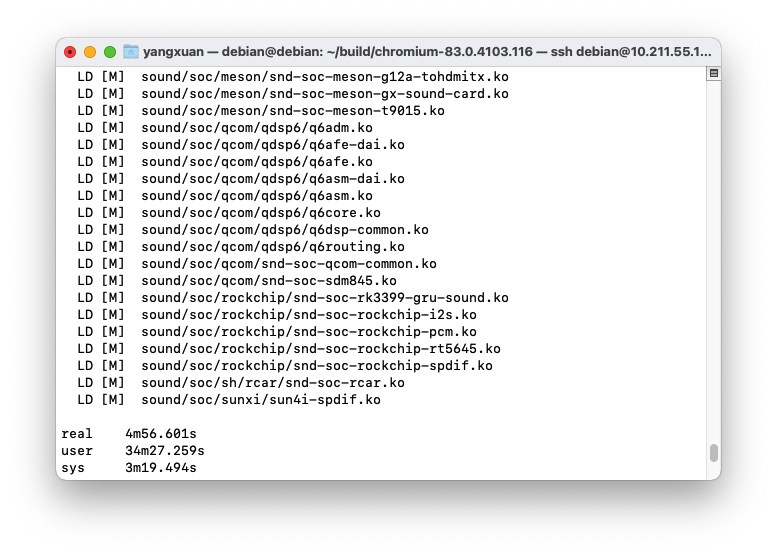 yangxuan — debian@debian: ~/build/chromium-83.0.4103.116 — ssh debian@10.211.55.1...
LD [M]  sound/soc/meson/snd-soc-meson-g12a-tohdmitx.ko
LD [M]  sound/soc/meson/snd-soc-meson-gx-sound-card.ko
LD [M]  sound/soc/meson/snd-soc-meson-t9015.ko
LD [M]  sound/soc/qcom/qdsp6/q6adm.ko
LD [M]  sound/soc/qcom/qdsp6/q6afe-dai.ko
LD [M]  sound/soc/qcom/qdsp6/q6afe.ko
LD [M]  sound/soc/qcom/qdsp6/q6asm-dai.ko
LD [M]  sound/soc/qcom/qdsp6/q6asm.ko
LD [M]  sound/soc/qcom/qdsp6/q6core.ko
LD [M]  sound/soc/qcom/qdsp6/q6dsp-common.ko
LD [M]  sound/soc/qcom/qdsp6/q6routing.ko
LD [M]  sound/soc/qcom/snd-soc-qcom-common.ko
LD [M]  sound/soc/qcom/snd-soc-sdm845.ko
LD [M]  sound/soc/rockchip/snd-soc-rk3399-gru-sound.ko
LD [M]  sound/soc/rockchip/snd-soc-rockchip-i2s.ko
LD [M]  sound/soc/rockchip/snd-soc-rockchip-pcm.ko
LD [M]  sound/soc/rockchip/snd-soc-rockchip-rt5645.ko
LD [M]  sound/soc/rockchip/snd-soc-rockchip-spdif.ko
LD [M]  sound/soc/sh/rcar/snd-soc-rcar.ko
LD [M]  sound/soc/sunxi/sun4i-spdif.ko
real    4m56.601s
user    34m27.259s
sys     3m19.494s